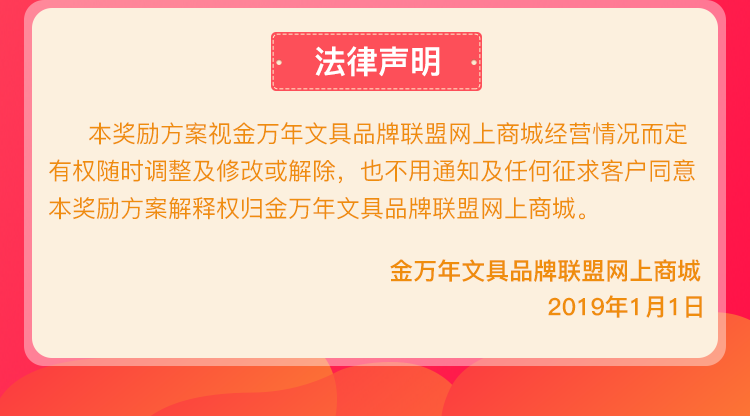 法律声明
本奖励方案视金万年文具品牌联盟网上商城经营情况而定
有权随时调整及修改或解除，也不用通知及任何征求客户同意
本奖励方案解释权归金万年文具品牌联盟网上商城。
金万年文具品牌联盟网上商城
2019年1月1日